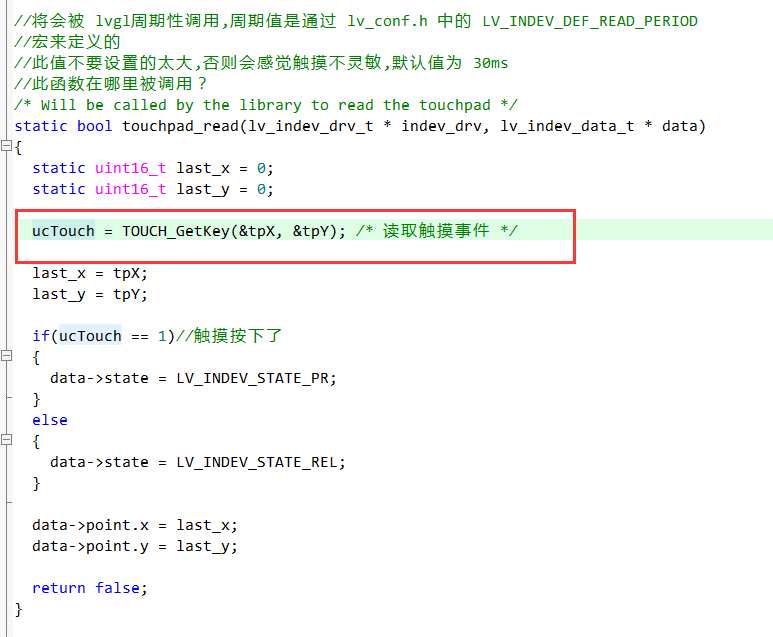 //将会被 lvgl周期性调用,周期值是通过 lv_conf.h 中的 LV_INDEV_DEF_READ_PERIOD
//宏来定义的
//此值不要设置的太大,否则会感觉触摸不灵敏,默认值为 30ms
//此函数在哪里被调用？
/* Will be called by the library to read the touchpad */
static bool touchpad_read(lv_indev_drv_t * indev_drv, lv_indev_data_t * data)
{
  static uint16_t last_x = 0;
  static uint16_t last_y = 0;
  ucTouch = TOUCH_GetKey(&tpX, &tpY); /* 读取触摸事件 */
  last_x = tpX;
  last_y = tpY;
  if(ucTouch == 1)//触摸按下了
  {
    data->state = LV_INDEV_STATE_PR;
  }
  else
  {
    data->state = LV_INDEV_STATE_REL;
  }
  data->point.x = last_x;
  data->point.y = last_y;
  return false;
}